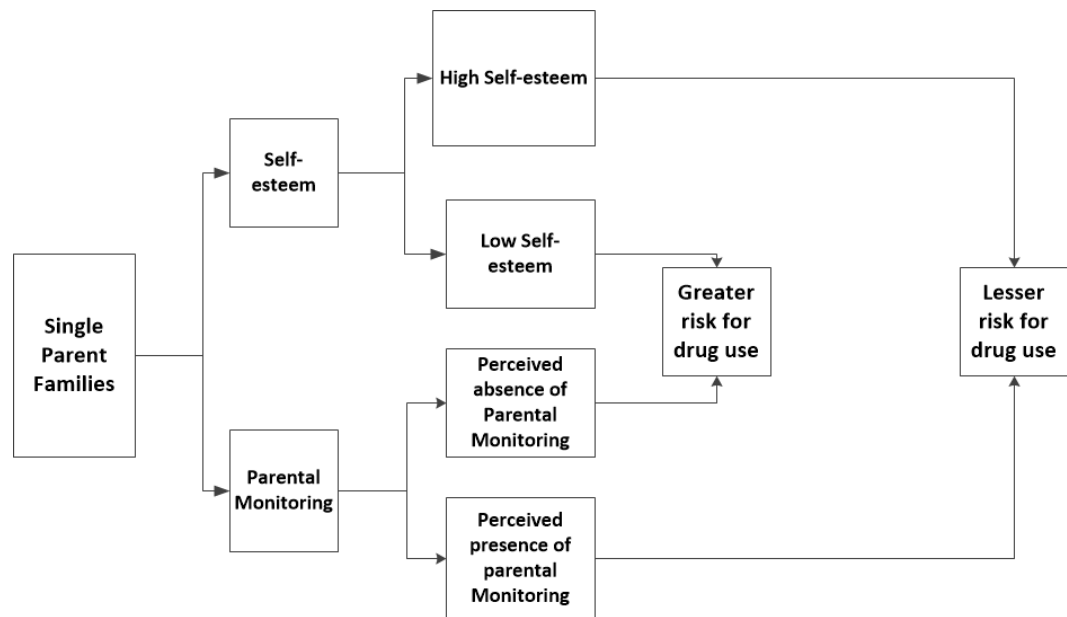 High Self-esteem
Self-
esteem
Low Self-
esteem
Single
Parent
Families
Greater
risk for
drug use
Lesser
risk for
drug use
Perceived
absence of
Parental
Monitoring
Parental
Monitoring
Perceived
presence of
parental
Monitoring